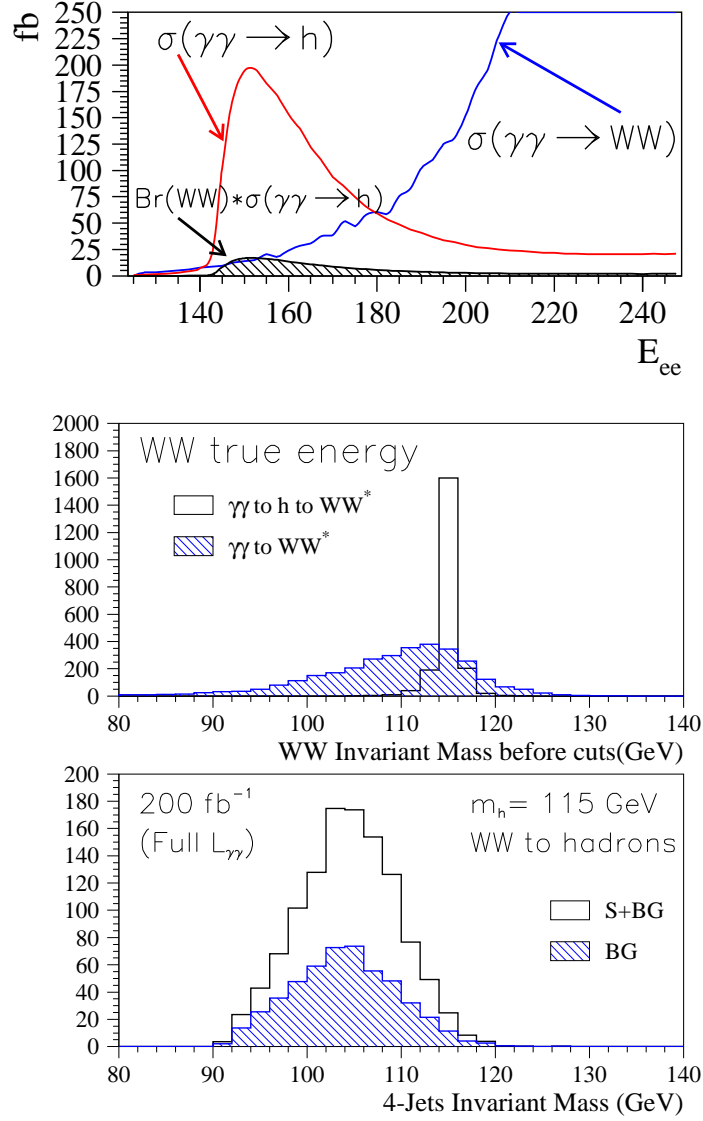 fb
250
225
200
175
150
125
100
75
50
25
0
σ(γγ → h)
σ(γγ → WW)
Br(WW)*σ(γγ → h)
140 160 180 200 220 240
E_ee
2000
1800
1600
1400
1200
1000
800
600
400
200
0
WW true energy
γγ to h to WW*
γγ to WW*
80 90 100 110 120 130 140
WW Invariant Mass before cuts(GeV)
200
180
160
140
120
100
80
60
40
20
0
200 fb⁻¹
(Full L_γγ)
m_h= 115 GeV
WW to hadrons
S+BG
BG
80 90 100 110 120 130 140
4-Jets Invariant Mass (GeV)